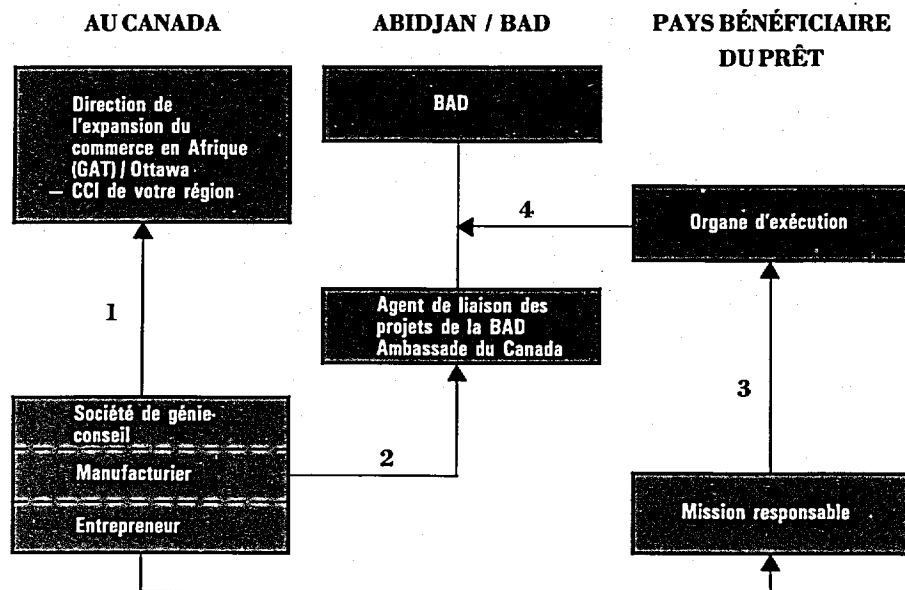 AU CANADA
ABIDJAN / BAD
PAYS BÉNÉFICIAIRE
DU PRÊT
Direction de
l'expansion du
commerce en Afrique
(GAT) / Ottawa
— CCI de votre région
BAD
4
Organe d'exécution
1
Agent de liaison des
projets de la BAD
Ambassade du Canada
3
Société de génie-
conseil
Manufacturier
Entrepreneur
2
Mission responsable